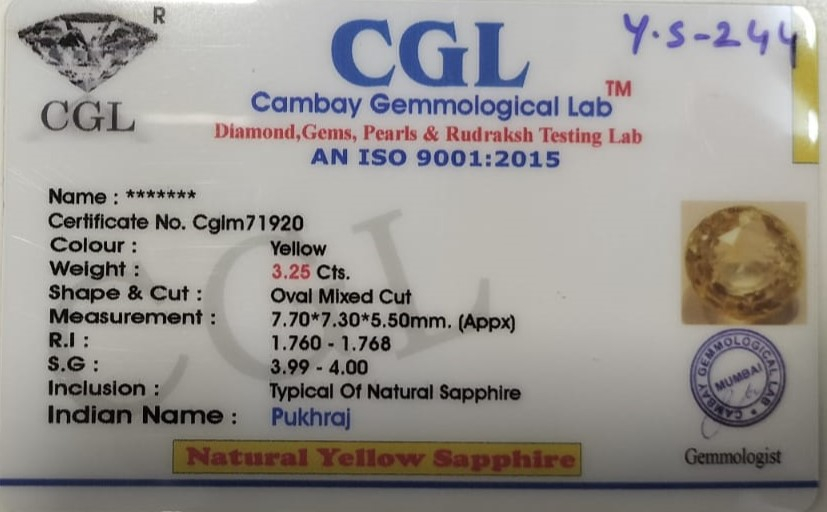 R
CGL
CGL
Y.S-244
Cambay Gemmological Lab TM
Diamond,Gems, Pearls & Rudraksh Testing Lab
AN ISO 9001:2015
Name : *******
Certificate No. Cglm71920
Colour : Yellow
Weight : 3.25 Cts.
Shape & Cut : Oval Mixed Cut
Measurement : 7.70*7.30*5.50mm. (Appx)
R.I : 1.760 - 1.768
S.G : 3.99 - 4.00
Inclusion : Typical Of Natural Sapphire
Indian Name : Pukhraj
CGL
CAMBAY GEMMOLOGICAL LAB
MUMBAI
Gemmologist
Natural Yellow Sapphire